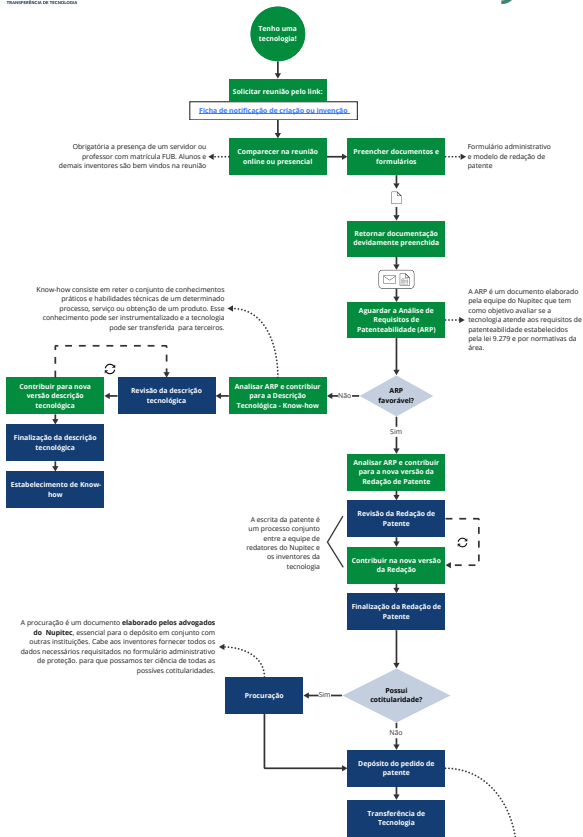 TRANSFERÊNCIA DE TECNOLOGIA
Tenho uma
tecnologia!
Solicitar reunião pelo link:
Ficha de notificação de criação ou invenção
Obrigatória a presença de um servidor ou
professor com matrícula FUB. Alunos e
demais inventores são bem vindos na reunião
Comparecer na reunião
online ou presencial
Preencher documentos e
formulários
Formulário administrativo
e modelo de redação de
patente
Retornar documentação
devidamente preenchida
Know-how consiste em reter o conjunto de conhecimentos
práticos e habilidades técnicas de um determinado
processo, serviço ou obtenção de um produto. Esse
conhecimento pode ser instrumentalizado e a tecnologia
pode ser transferida para terceiros.
Aguardar a Análise de
Requisitos de
Patenteabilidade (ARP)
A ARP é um documento elaborado
pela equipe do Nupitec que tem
como objetivo avaliar se a
tecnologia atende aos requisitos de
patenteabilidade estabelecidos
pela lei 9.279 e por normativas da
área.
Contribuir para nova
versão descrição
tecnológica
Revisão da descrição
tecnológica
Analisar ARP e contribiur
para a Descrição
Tecnológica - Know-how
Não
ARP
favorável?
Sim
Finalização da descrição
tecnológica
Estabelecimento de Know-
how
Analisar ARP e contribuir
para a nova versão da
Redação de Patente
A escrita da patente é
um processo conjunto
entre a equipe de
redatores do Nupitec e
os inventores da
tecnologia
Revisão da Redação de
Patente
Contribuir na nova versão
da Redação
Finalização da Redação de
Patente
A procuração é um documento elaborado pelos advogados
do Nupitec, essencial para o depósito em conjunto com
outras instituições. Cabe aos inventores fornecer todos os
dados necessários requisitados no formulário administrativo
de proteção. para que possamos ter ciência de todas as
possíveis cotitularidades.
Procuração
Sim
Possui
cotitularidade?
Não
Depósito do pedido de
patente
Transferência de
Tecnologia